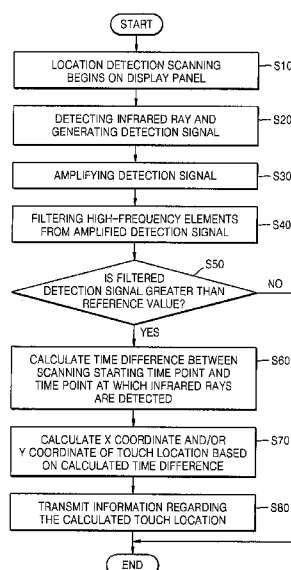 START
LOCATION DETECTION SCANNING
BEGINS ON DISPLAY PANEL
S10
DETECTING INFRARED RAY AND
GENERATING DETECTION SIGNAL
S20
AMPLIFYING DETECTION SIGNAL
S30
FILTERING HIGH-FREQUENCY ELEMENTS
FROM AMPLIFIED DETECTION SIGNAL
S40
S50
IS FILTERED
DETECTION SIGNAL GREATER THAN
REFERENCE VALUE?
NO
YES
CALCULATE TIME DIFFERENCE BETWEEN
SCANNING STARTING TIME POINT AND
TIME POINT AT WHICH INFRARED RAYS
ARE DETECTED
S60
CALCULATE X COORDINATE AND/OR
Y COORDINATE OF TOUCH LOCATION BASED
ON CALCULATED TIME DIFFERENCE
S70
TRANSMIT INFORMATION REGARDING
THE CALCULATED TOUCH LOCATION
S80
END